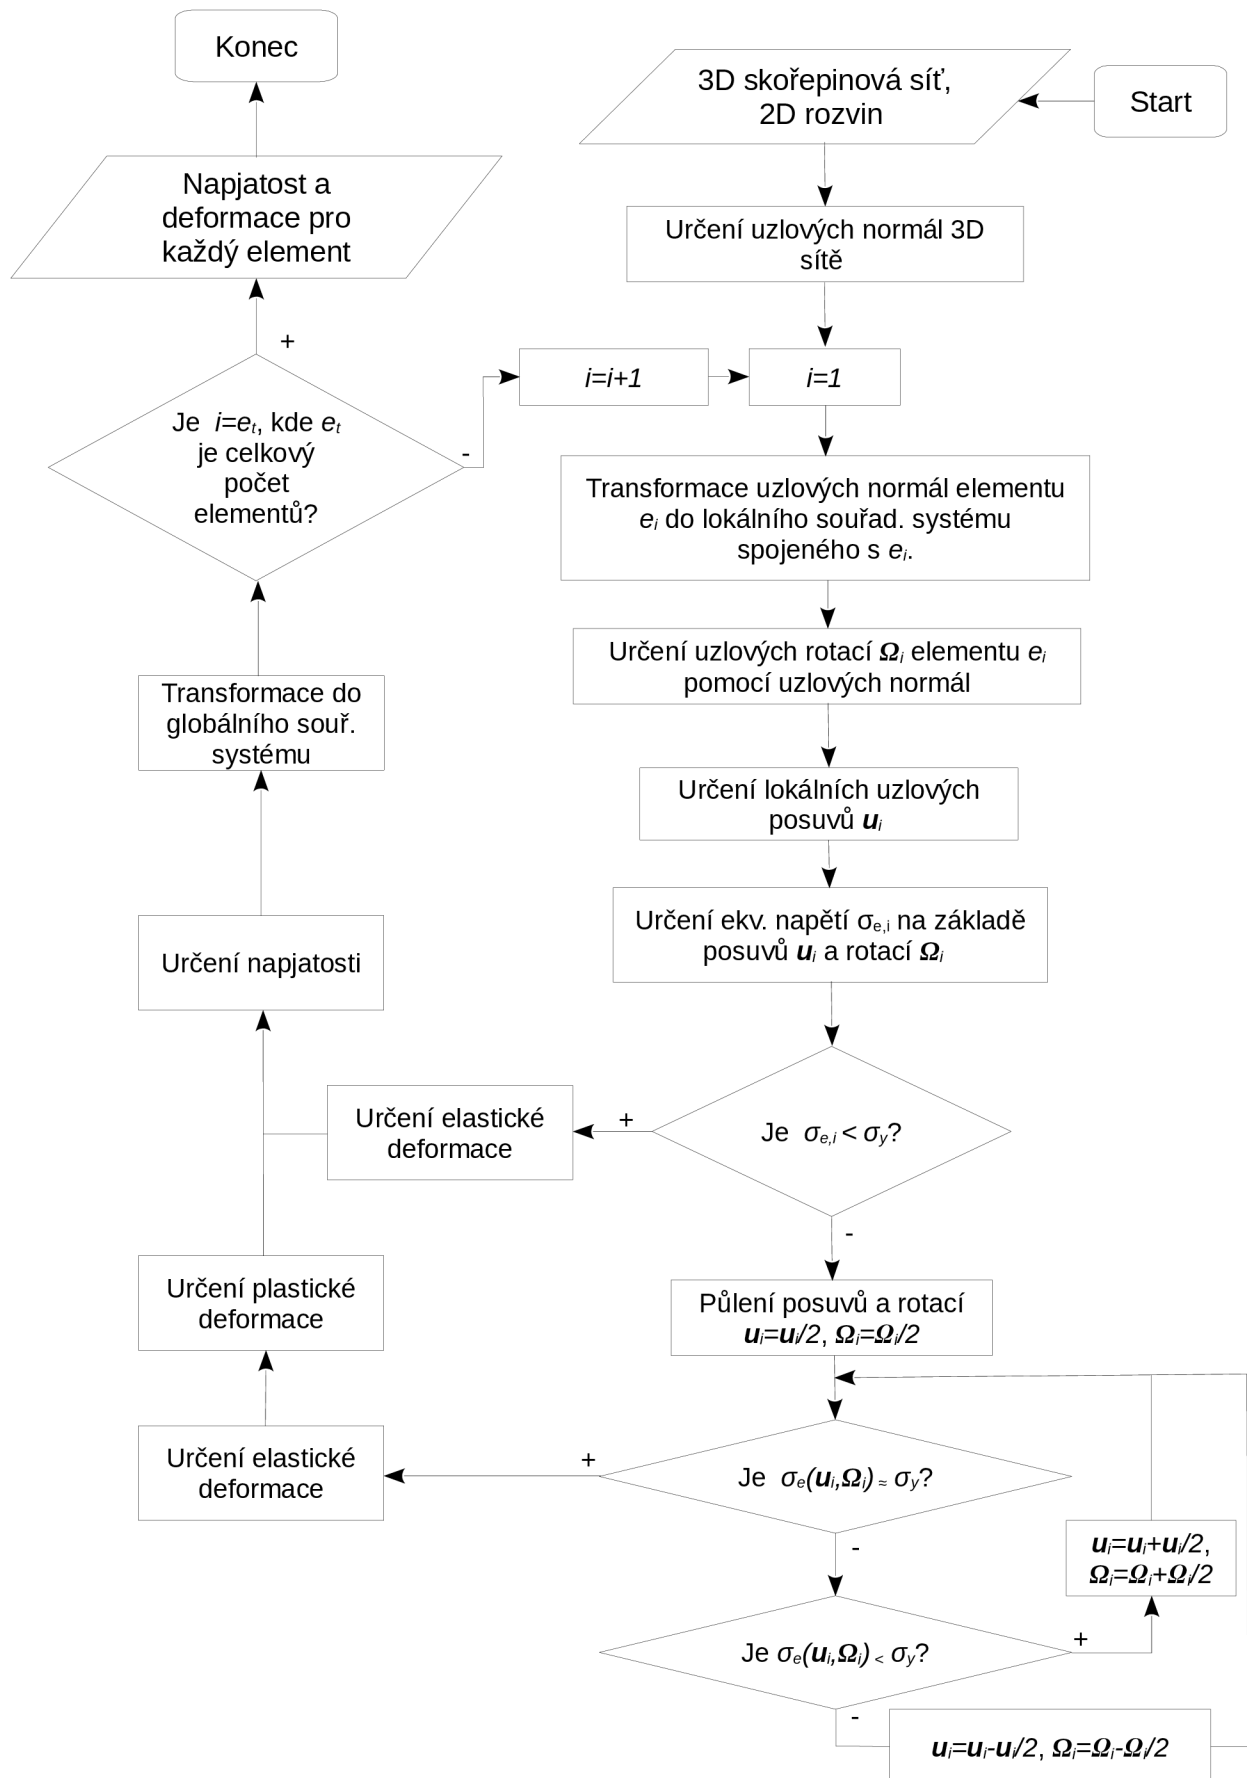 Start
3D skořepinová síť,
2D rozvin
Určení uzlových normál 3D
sítě
i=1
Transformace uzlových normál elementu
eᵢ do lokálního souřad. systému
spojeného s eᵢ.
Určení uzlových rotací Ωᵢ elementu eᵢ
pomocí uzlových normál
Určení lokálních uzlových
posuvů uᵢ
Určení ekv. napětí σe,i na základě
posuvů uᵢ a rotací Ωᵢ
Je σe,i < σy?
+
-
Určení elastické
deformace
Půlení posuvů a rotací
uᵢ=uᵢ/2, Ωᵢ=Ωᵢ/2
Je σe(uᵢ,Ωᵢ) ≈ σy?
+
-
Je σe(uᵢ,Ωᵢ) < σy?
+
-
uᵢ=uᵢ+uᵢ/2,
Ωᵢ=Ωᵢ+Ωᵢ/2
uᵢ=uᵢ-uᵢ/2, Ωᵢ=Ωᵢ-Ωᵢ/2
Určení elastické
deformace
Určení plastické
deformace
Určení napjatosti
Transformace do
globálního souř.
systému
Je i=eₜ, kde eₜ
je celkový
počet
elementů?
+
-
i=i+1
Napjatost a
deformace pro
každý element
Konec